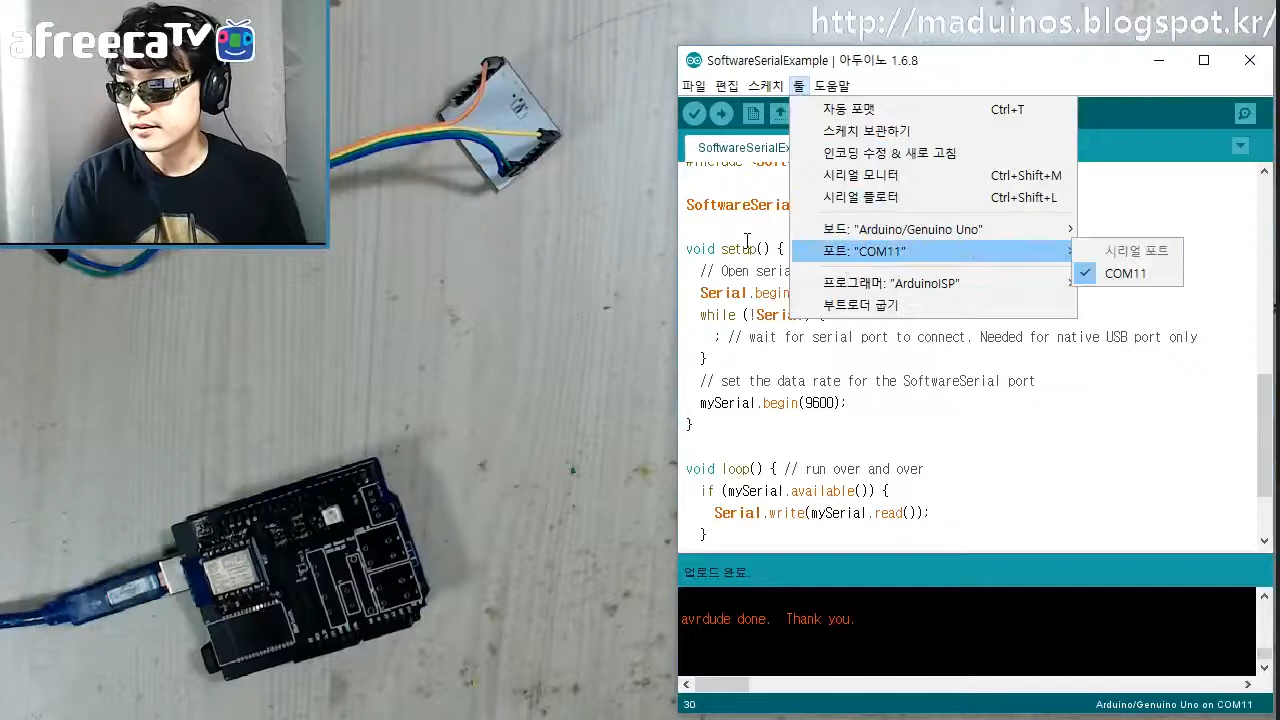 afreecaTV
http://maduinos.blogspot.kr/
SoftwareSerialExample | 아두이노 1.6.8
파일 편집 스케치 툴 도움말
자동 포맷 Ctrl+T
스케치 보관하기
인코딩 수정 & 새로 고침
시리얼 모니터 Ctrl+Shift+M
시리얼 플로터 Ctrl+Shift+L
보드: "Arduino/Genuino Uno"
포트: "COM11"
시리얼 포트
COM11
프로그래머: "ArduinoISP"
부트로더 굽기
SoftwareSerialEx
#include <Soft
SoftwareSeria
void setup() {
// Open seria
Serial.begin
while (!Serial) {
; // wait for serial port to connect. Needed for native USB port only
}
// set the data rate for the SoftwareSerial port
mySerial.begin(9600);
}
void loop() { // run over and over
if (mySerial.available()) {
Serial.write(mySerial.read());
}
업로드 완료.
avrdude done.  Thank you.
30
Arduino/Genuino Uno on COM11